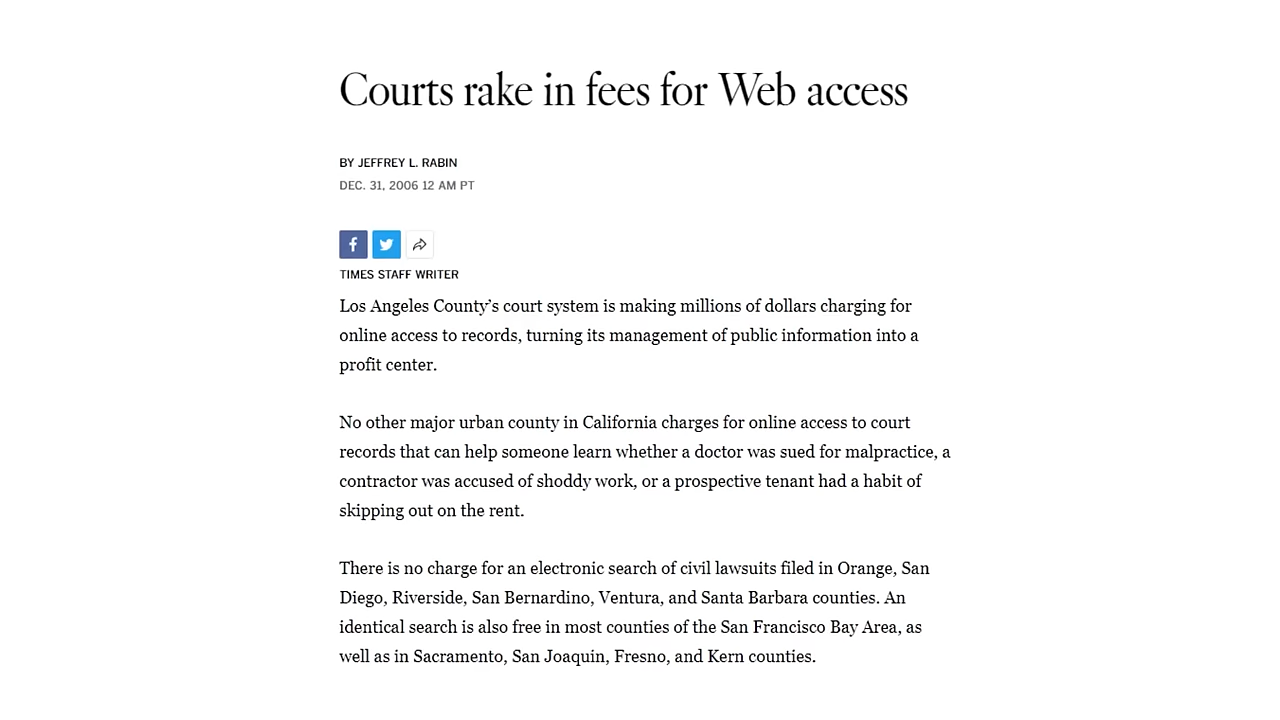 Courts rake in fees for Web access
BY JEFFREY L. RABIN
DEC. 31, 2006 12 AM PT
TIMES STAFF WRITER
Los Angeles County’s court system is making millions of dollars charging for
online access to records, turning its management of public information into a
profit center.
No other major urban county in California charges for online access to court
records that can help someone learn whether a doctor was sued for malpractice, a
contractor was accused of shoddy work, or a prospective tenant had a habit of
skipping out on the rent.
There is no charge for an electronic search of civil lawsuits filed in Orange, San
Diego, Riverside, San Bernardino, Ventura, and Santa Barbara counties. An
identical search is also free in most counties of the San Francisco Bay Area, as
well as in Sacramento, San Joaquin, Fresno, and Kern counties.